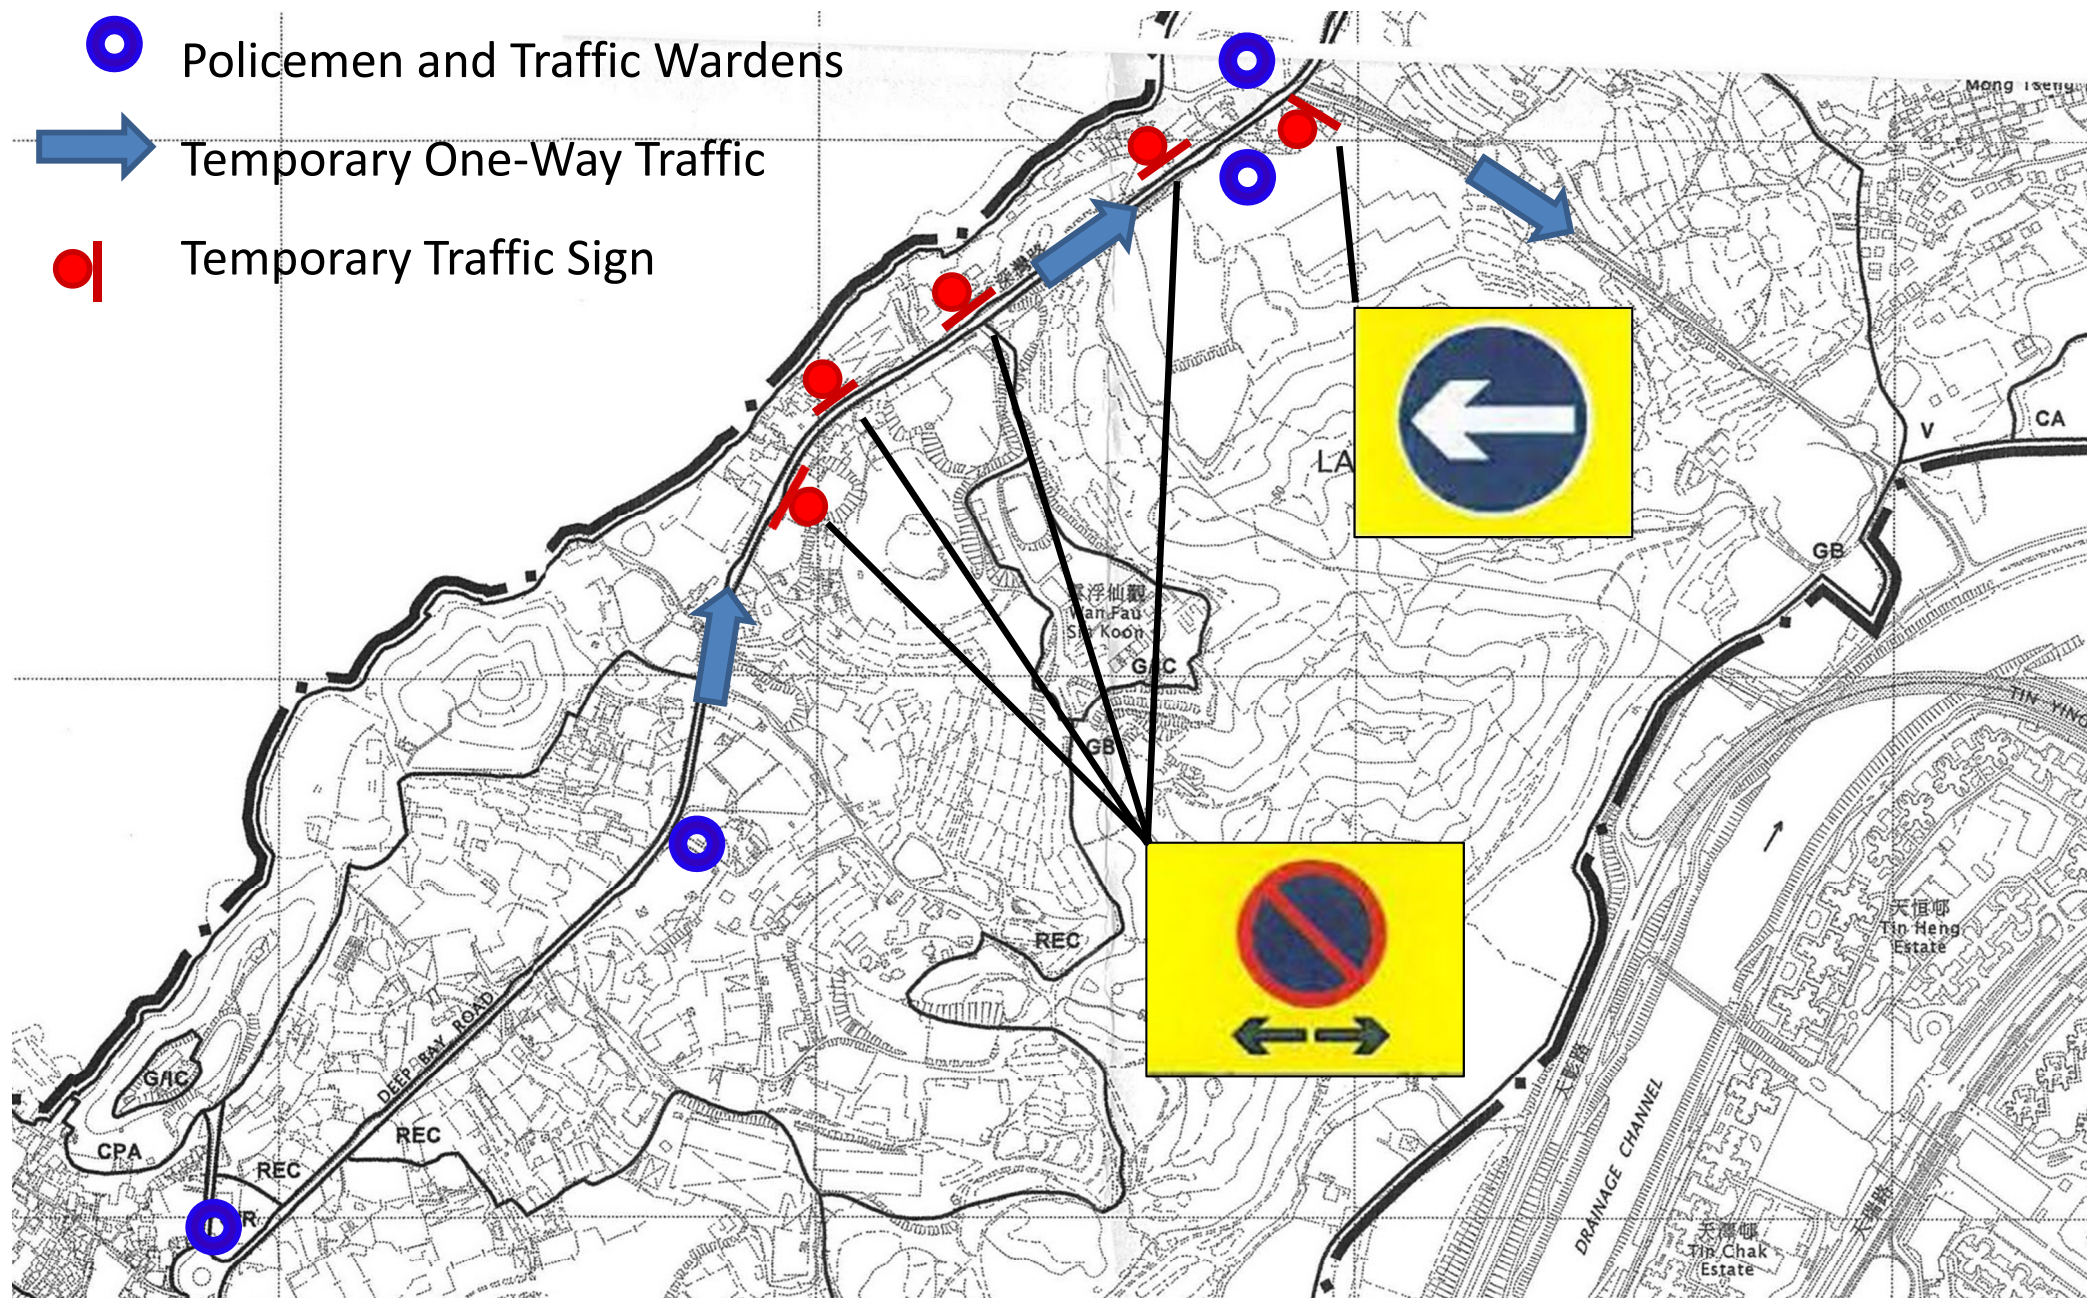 Policemen and Traffic Wardens
Temporary One-Way Traffic
Temporary Traffic Sign
Mong Tseng
V
CA
LA
GB
浮仙觀
Wan Fau
Sin Koon
G/IC
GB
TIN YING
REC
天恒邨
Tin Heng
Estate
DEEP BAY ROAD
G/IC
CPA
REC
REC
R
DRAINAGE CHANNEL
天澤邨
Tin Chak
Estate